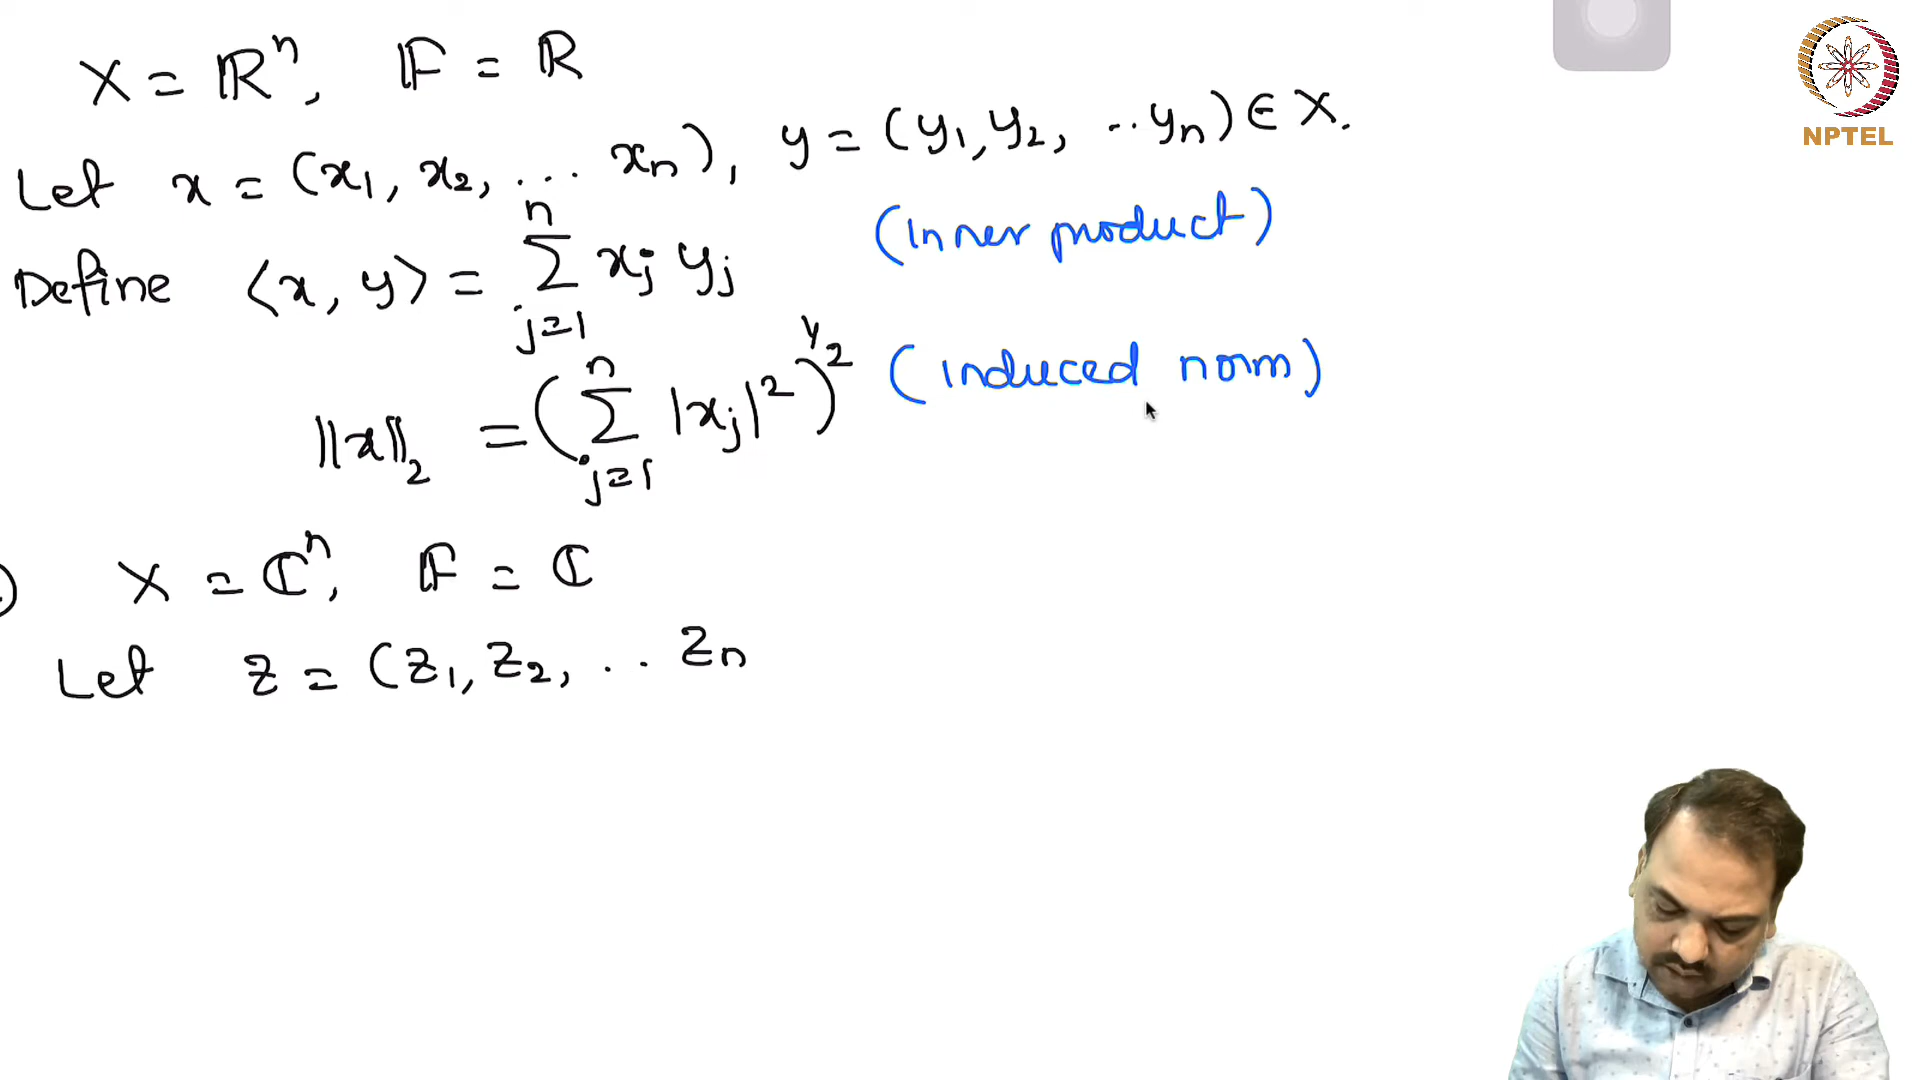 X = ℝⁿ, 𝔽 = ℝ
Let x = (x₁, x₂, ... xₙ), y = (y₁, y₂, ..yₙ) ∈ X.
Define ⟨x, y⟩ = ∑ⱼ₌₁ⁿ xⱼ yⱼ (Inner product)
‖x‖₂ = (∑ⱼ₌₁ⁿ |xⱼ|²)^½ (induced norm)
) X = ℂⁿ, 𝔽 = ℂ
Let z = (z₁, z₂, .. zₙ
NPTEL